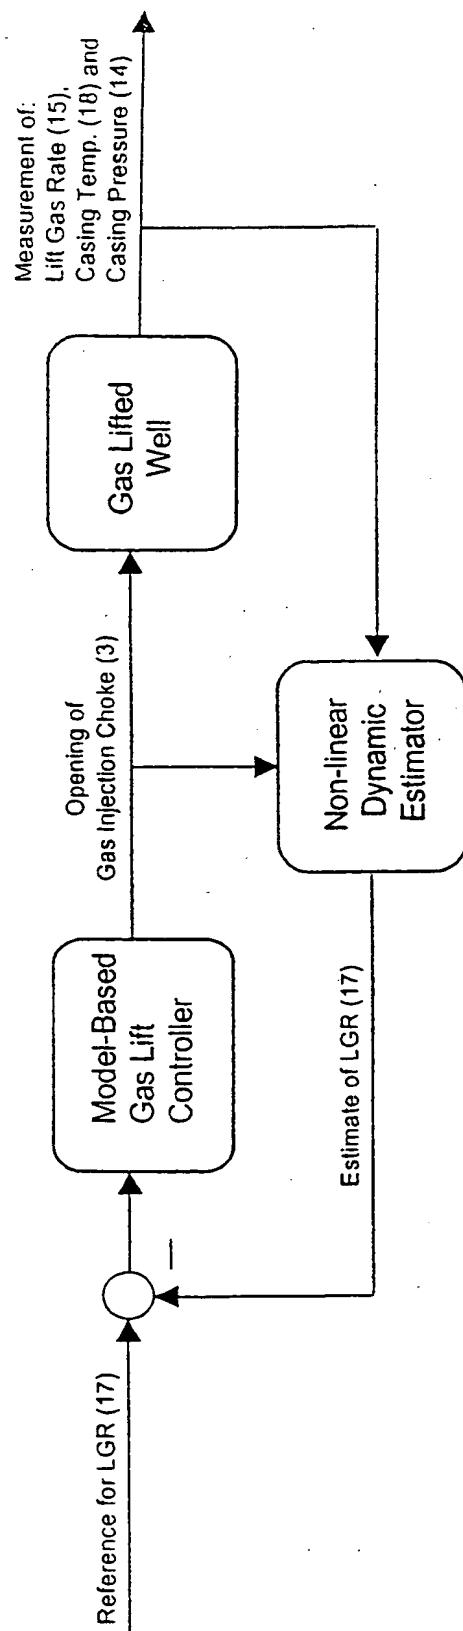 Reference for LGR (17)
Model-Based
Gas Lift
Controller
Opening of
Gas Injection Choke (3)
Gas Lifted
Well
Measurement of:
Lift Gas Rate (15),
Casing Temp. (18) and
Casing Pressure (14)
Non-linear
Dynamic
Estimator
Estimate of LGR (17)
—